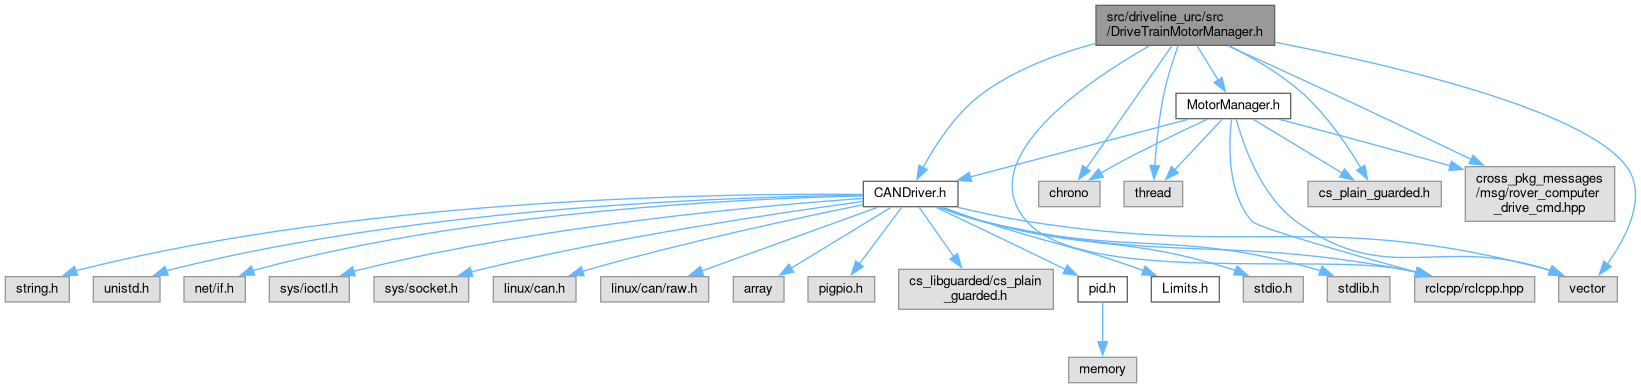 src/driveline_urc/src
/DriveTrainMotorManager.h
MotorManager.h
CANDriver.h
chrono
thread
cs_plain_guarded.h
cross_pkg_messages
/msg/rover_computer
_drive_cmd.hpp
string.h
unistd.h
net/if.h
sys/ioctl.h
sys/socket.h
linux/can.h
linux/can/raw.h
array
pigpio.h
cs_libguarded/cs_plain
_guarded.h
pid.h
Limits.h
stdio.h
stdlib.h
rclcpp/rclcpp.hpp
vector
memory